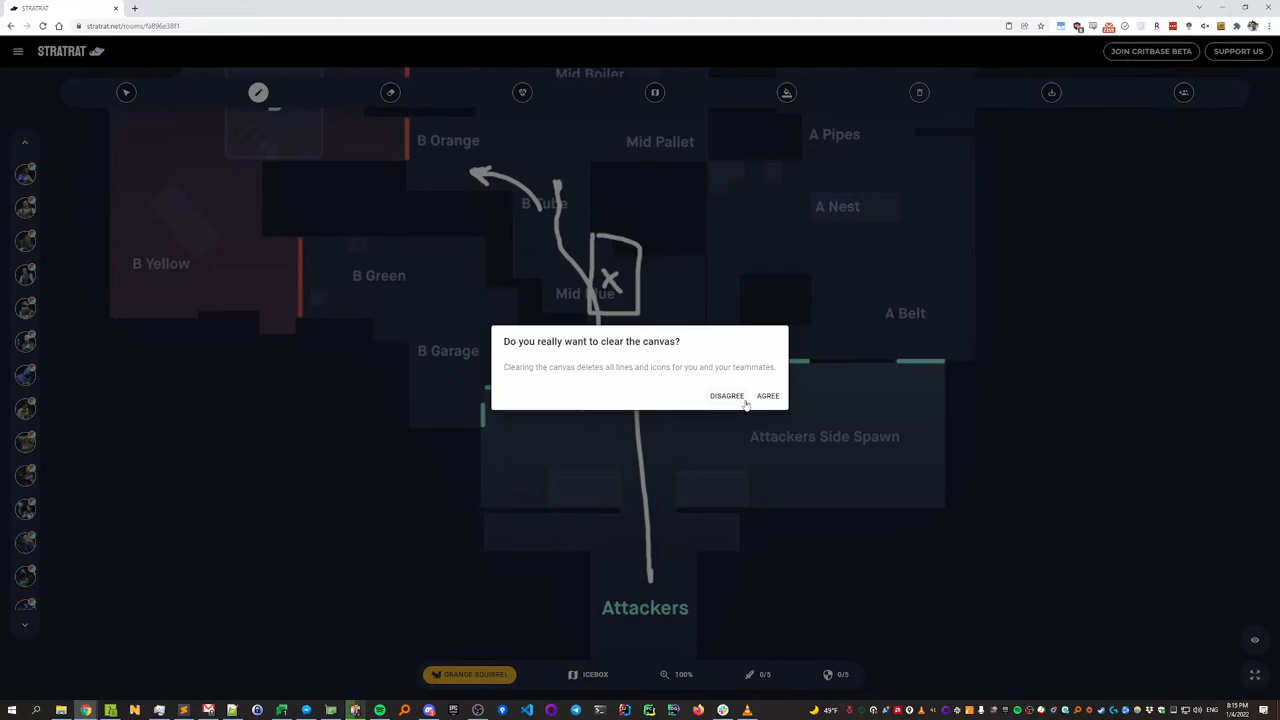 STRATRAT
stratrat.net/rooms/fa896e38f1
STRATRAT
JOIN CRITBASE BETA
SUPPORT US
Mid Boiler
B Orange
Mid Pallet
A Pipes
B Tube
A Nest
B Yellow
B Green
Mid Blue
X
A Belt
B Garage
Do you really want to clear the canvas?
Clearing the canvas deletes all lines and icons for you and your teammates.
DISAGREE
AGREE
Attackers Side Spawn
Attackers
ORANGE SQUIRREL
ICEBOX
100%
0/5
0/5
49°F
8:15 PM
1/4/2022